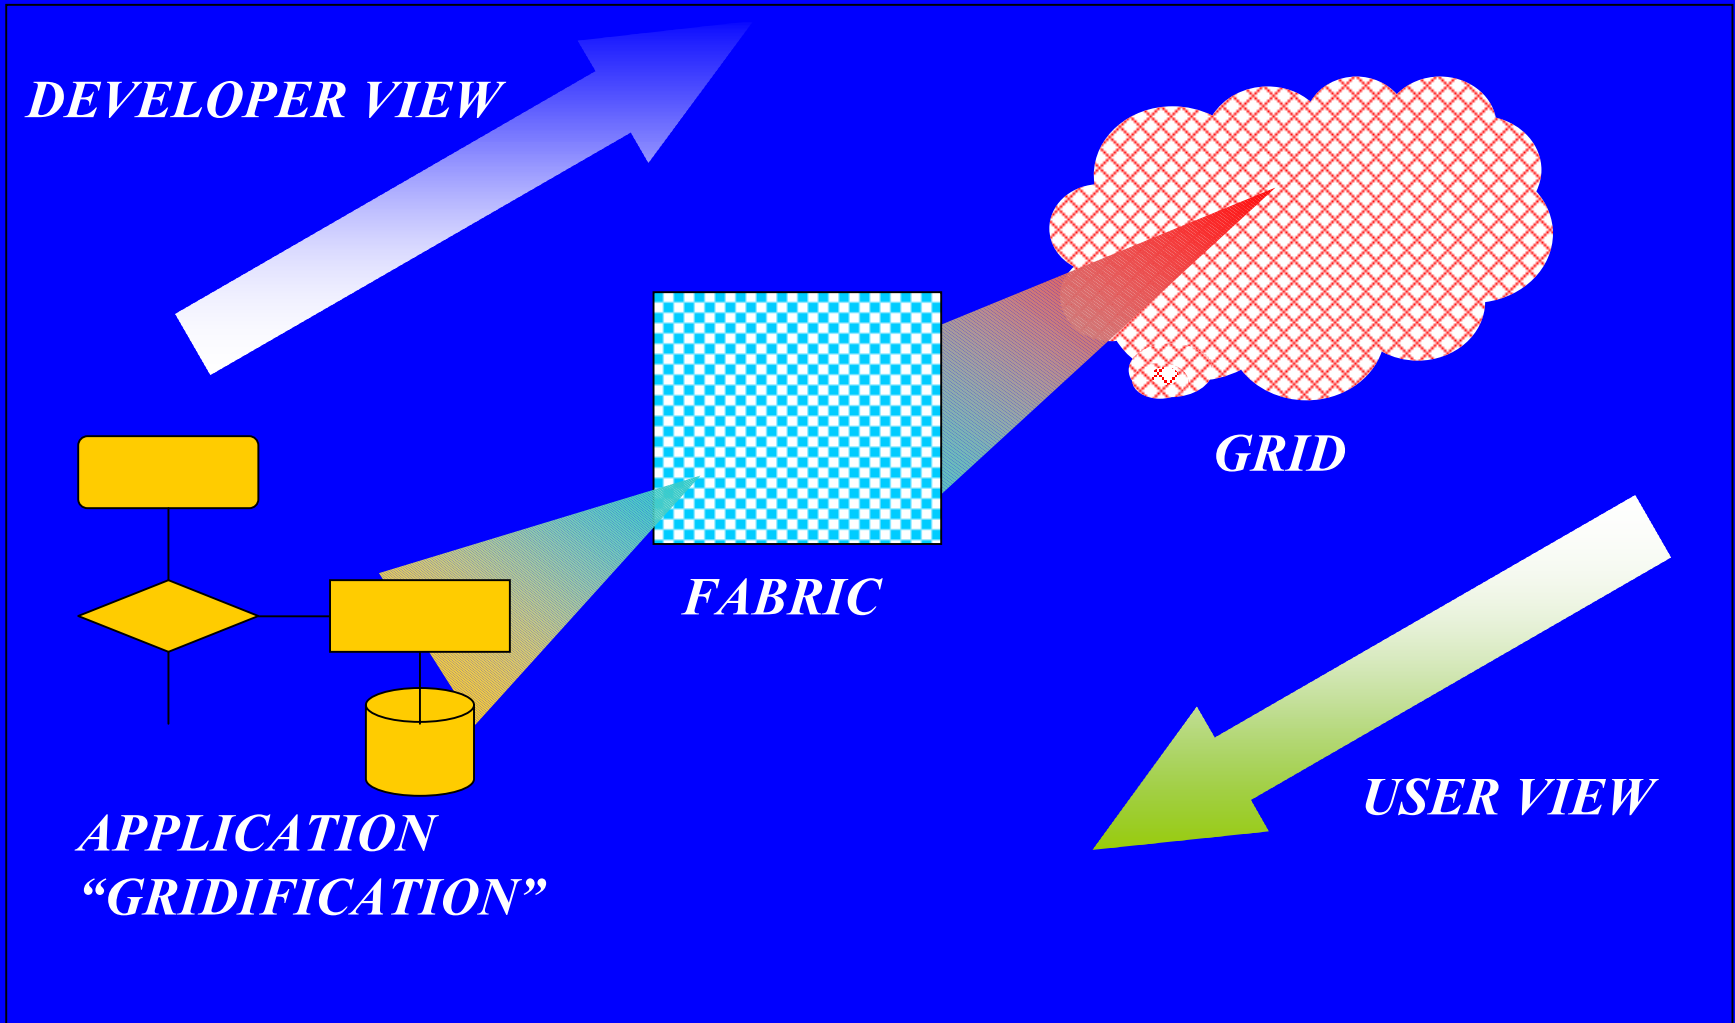 DEVELOPER VIEW
GRID
FABRIC
USER VIEW
APPLICATION
“GRIDIFICATION”